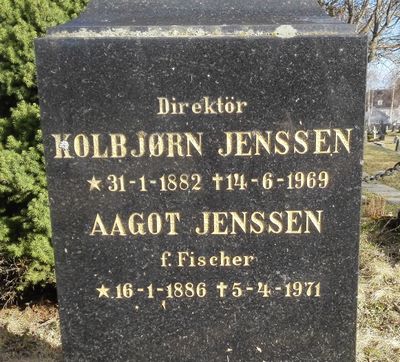 Direktör
KOLBJØRN JENSSEN
★31-1-1882 †14-6-1969
AAGOT JENSSEN
f. Fischer
★16-1-1886 †5-4-1971